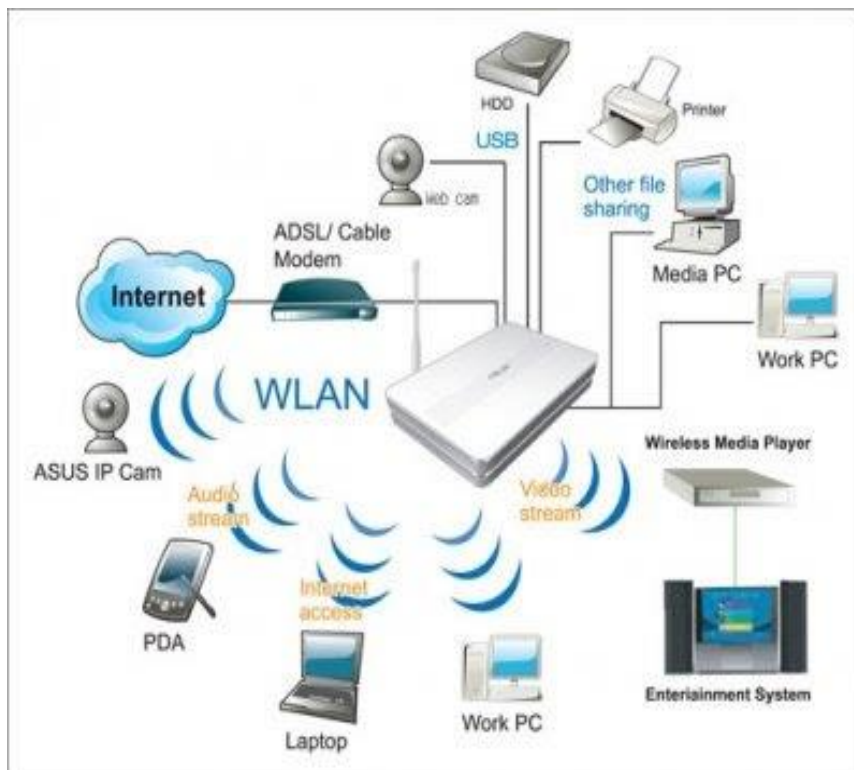 HDD
USB
Printer
Web cam
Other file
sharing
ADSL/ Cable
Modem
Media PC
Internet
Work PC
WLAN
Wireless Media Player
ASUS IP Cam
Audio
stream
Video
stream
PDA
Internet
access
Laptop
Work PC
Enteriainment System